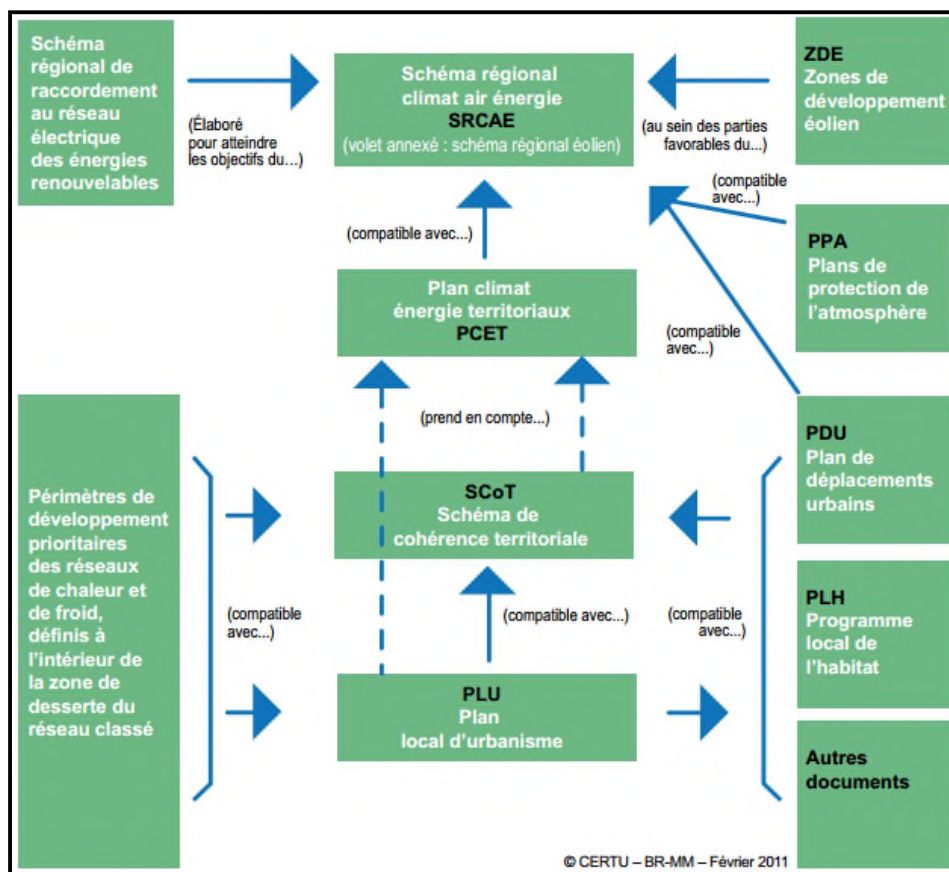 Schéma
régional de
raccordement
au réseau
électrique
des énergies
renouvelables
(Élaboré
pour atteindre
les objectifs du...)
Schéma régional
climat air énergie
SRCAE
(volet annexé : schéma régional éolien)
(au sein des parties
favorables du...)
ZDE
Zones de
développement
éolien
(compatible
avec...)
PPA
Plans de
protection de
l'atmosphère
(compatible avec...)
Plan climat
énergie territoriaux
PCET
(compatible
avec...)
(prend en compte...)
Périmètres de
développement
prioritaires
des réseaux
de chaleur et
de froid,
définis à
l'intérieur de
la zone de
desserte du
réseau classé
(compatible
avec...)
SCoT
Schéma de
cohérence territoriale
(compatible avec...)
PLU
Plan
local d'urbanisme
(compatible
avec...)
PDU
Plan de
déplacements
urbains
PLH
Programme
local de
l'habitat
Autres
documents
© CERTU – BR-MM – Février 2011